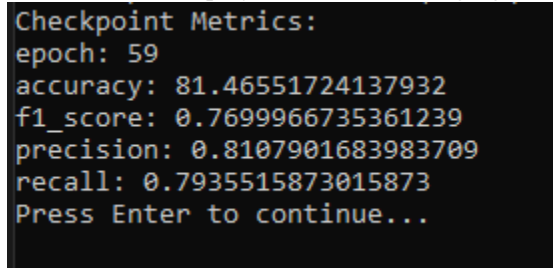 Checkpoint Metrics:
epoch: 59
accuracy: 81.46551724137932
f1_score: 0.7699966735361239
precision: 0.8107901683983709
recall: 0.7935515873015873
Press Enter to continue...